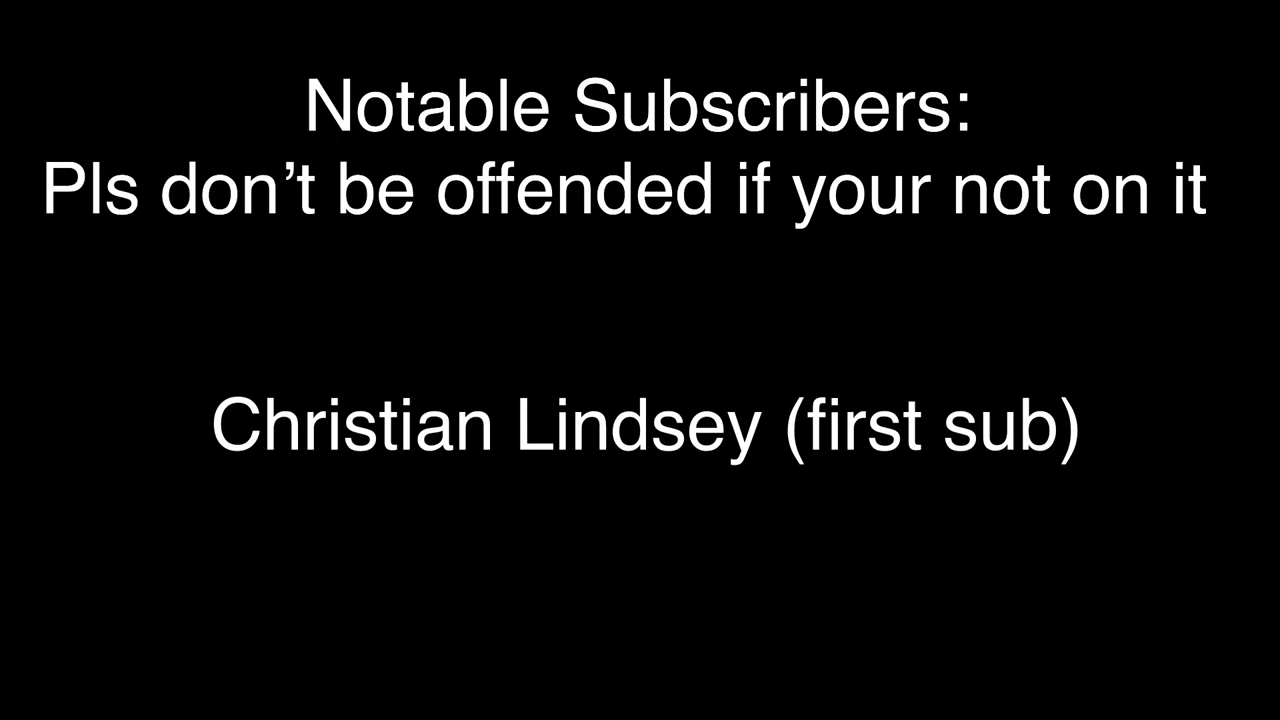 Notable Subscribers:
Pls don’t be offended if your not on it
Christian Lindsey (first sub)